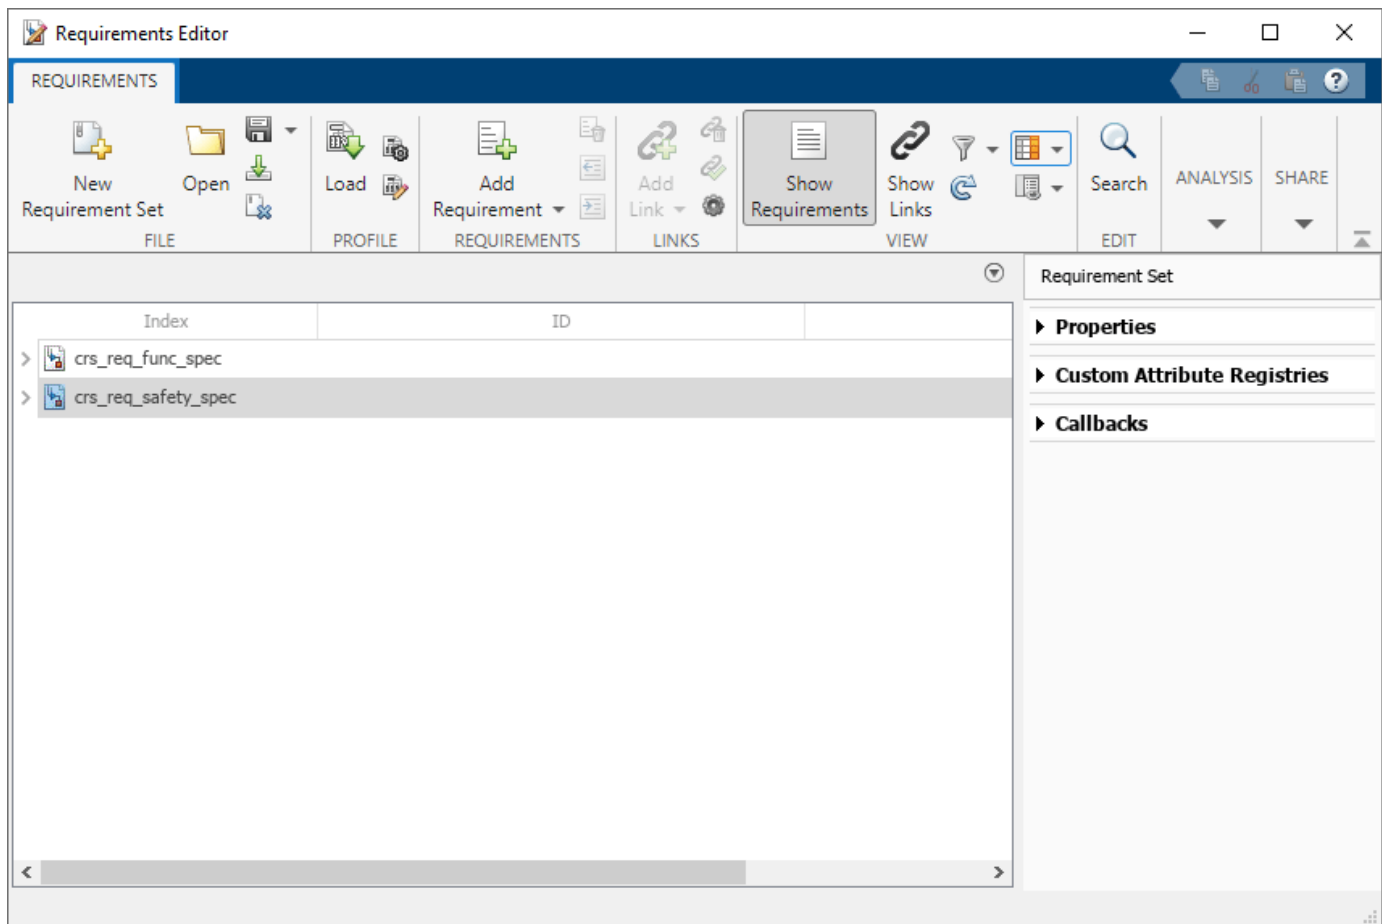 Requirements Editor
REQUIREMENTS
New
Requirement Set
Open
FILE
Load
PROFILE
Add
Requirement
REQUIREMENTS
Add
Link
LINKS
Show
Requirements
Show
Links
VIEW
Search
EDIT
ANALYSIS
SHARE
Requirement Set
Index
ID
crs_req_func_spec
crs_req_safety_spec
Properties
Custom Attribute Registries
Callbacks